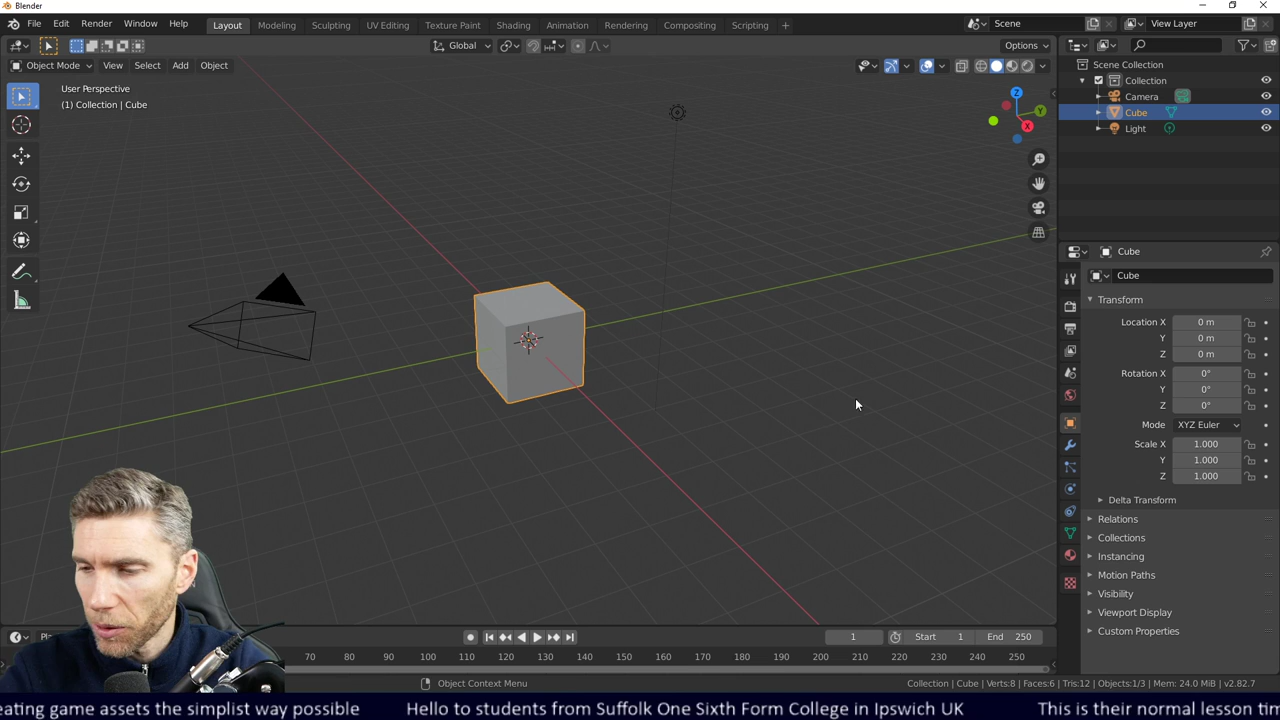 Blender
File Edit Render Window Help
Layout Modeling Sculpting UV Editing Texture Paint Shading Animation Rendering Compositing Scripting +
Scene
View Layer
Global
Options
Object Mode View Select Add Object
User Perspective
(1) Collection | Cube
Z
Y
X
Scene Collection
Collection
Camera
Cube
Light
Cube
Cube
Transform
Location X 0 m
Y 0 m
Z 0 m
Rotation X 0°
Y 0°
Z 0°
Mode XYZ Euler
Scale X 1.000
Y 1.000
Z 1.000
Delta Transform
Relations
Collections
Instancing
Motion Paths
Visibility
Viewport Display
Custom Properties
1 Start 1 End 250
70 80 90 100 110 120 130 140 150 160 170 180 190 200 210 220 230 240 250
Object Context Menu
Collection | Cube | Verts:8 | Faces:6 | Tris:12 | Objects:1/3 | Mem: 24.0 MiB | v2.82.7
eating game assets the simplist way possible Hello to students from Suffolk One Sixth Form College in Ipswich UK This is their normal lesson tim